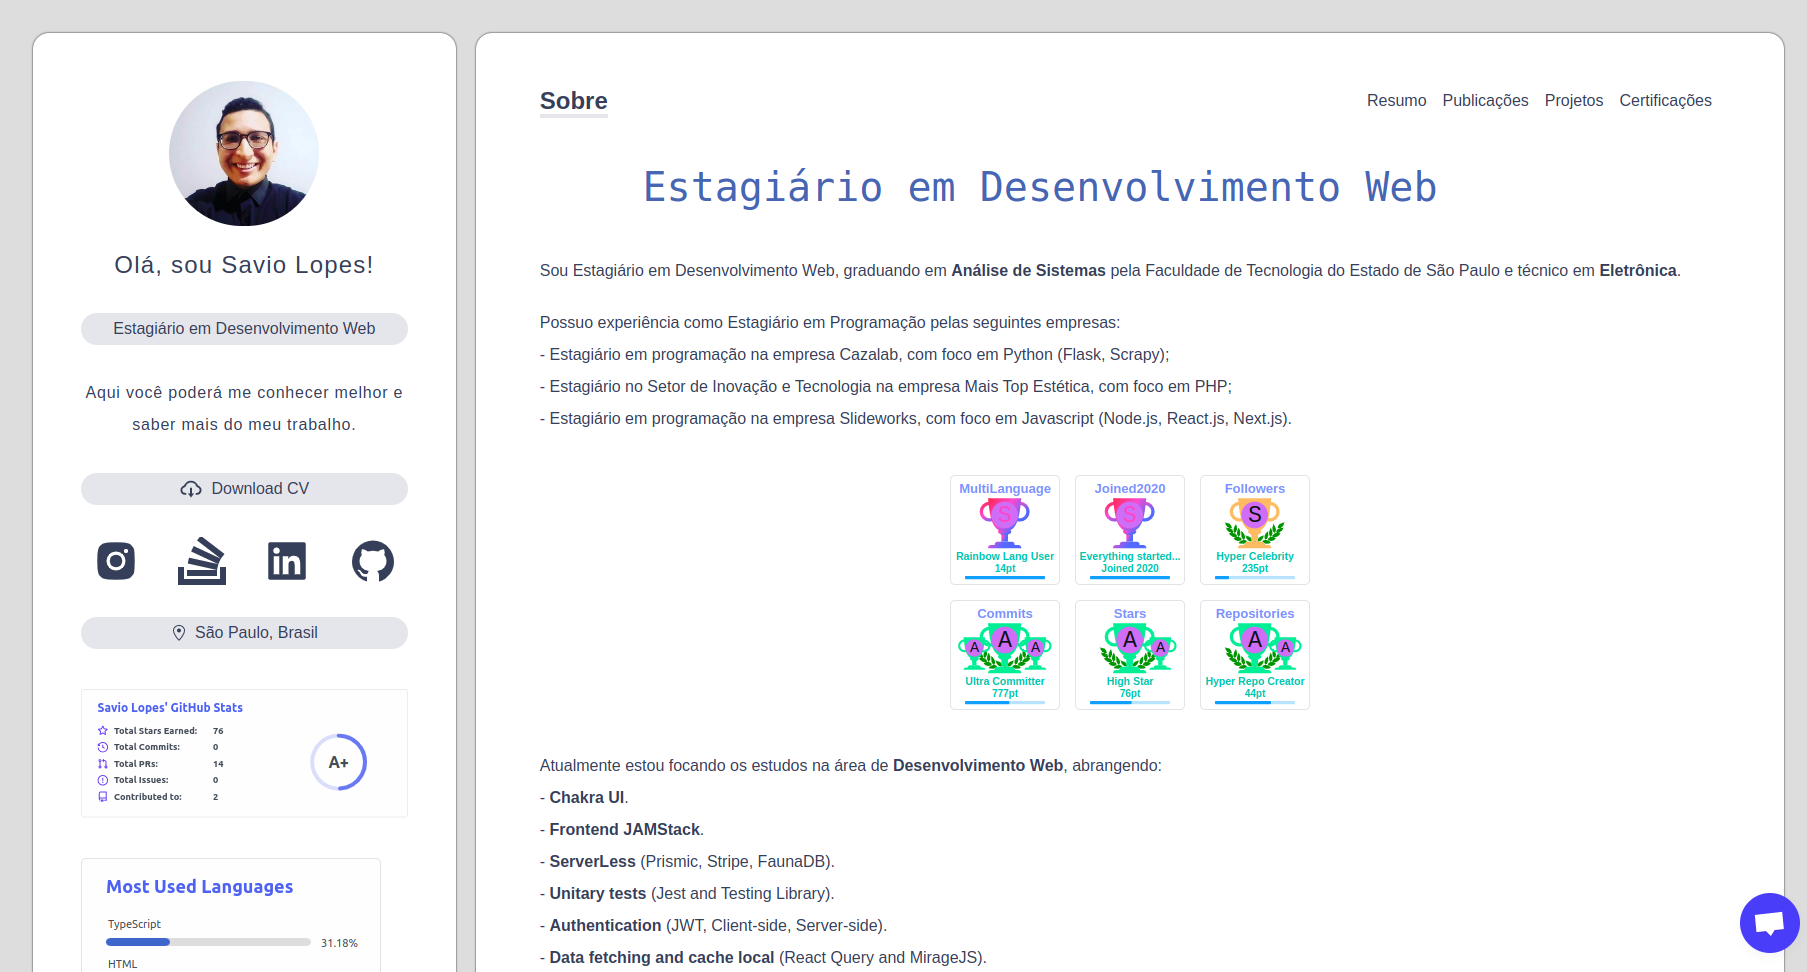 Olá, sou Savio Lopes!
Estagiário em Desenvolvimento Web
Aqui você poderá me conhecer melhor e
saber mais do meu trabalho.
Download CV
in
São Paulo, Brasil
Savio Lopes' GitHub Stats
Total Stars Earned: 76
Total Commits: 0
Total PRs: 14
Total Issues: 0
Contributed to: 2
A+
Most Used Languages
TypeScript
31.18%
HTML
Sobre
Resumo Publicações Projetos Certificações
Estagiário em Desenvolvimento Web
Sou Estagiário em Desenvolvimento Web, graduando em Análise de Sistemas pela Faculdade de Tecnologia do Estado de São Paulo e técnico em Eletrônica.
Possuo experiência como Estagiário em Programação pelas seguintes empresas:
- Estagiário em programação na empresa Cazalab, com foco em Python (Flask, Scrapy);
- Estagiário no Setor de Inovação e Tecnologia na empresa Mais Top Estética, com foco em PHP;
- Estagiário em programação na empresa Slideworks, com foco em Javascript (Node.js, React.js, Next.js).
MultiLanguage
S
Rainbow Lang User
14pt
Joined2020
S
Everything started...
Joined 2020
Followers
S
Hyper Celebrity
235pt
Commits
A A A
Ultra Committer
777pt
Stars
A A
High Star
76pt
Repositories
A A
Hyper Repo Creator
44pt
Atualmente estou focando os estudos na área de Desenvolvimento Web, abrangendo:
- Chakra UI.
- Frontend JAMStack.
- ServerLess (Prismic, Stripe, FaunaDB).
- Unitary tests (Jest and Testing Library).
- Authentication (JWT, Client-side, Server-side).
- Data fetching and cache local (React Query and MirageJS).